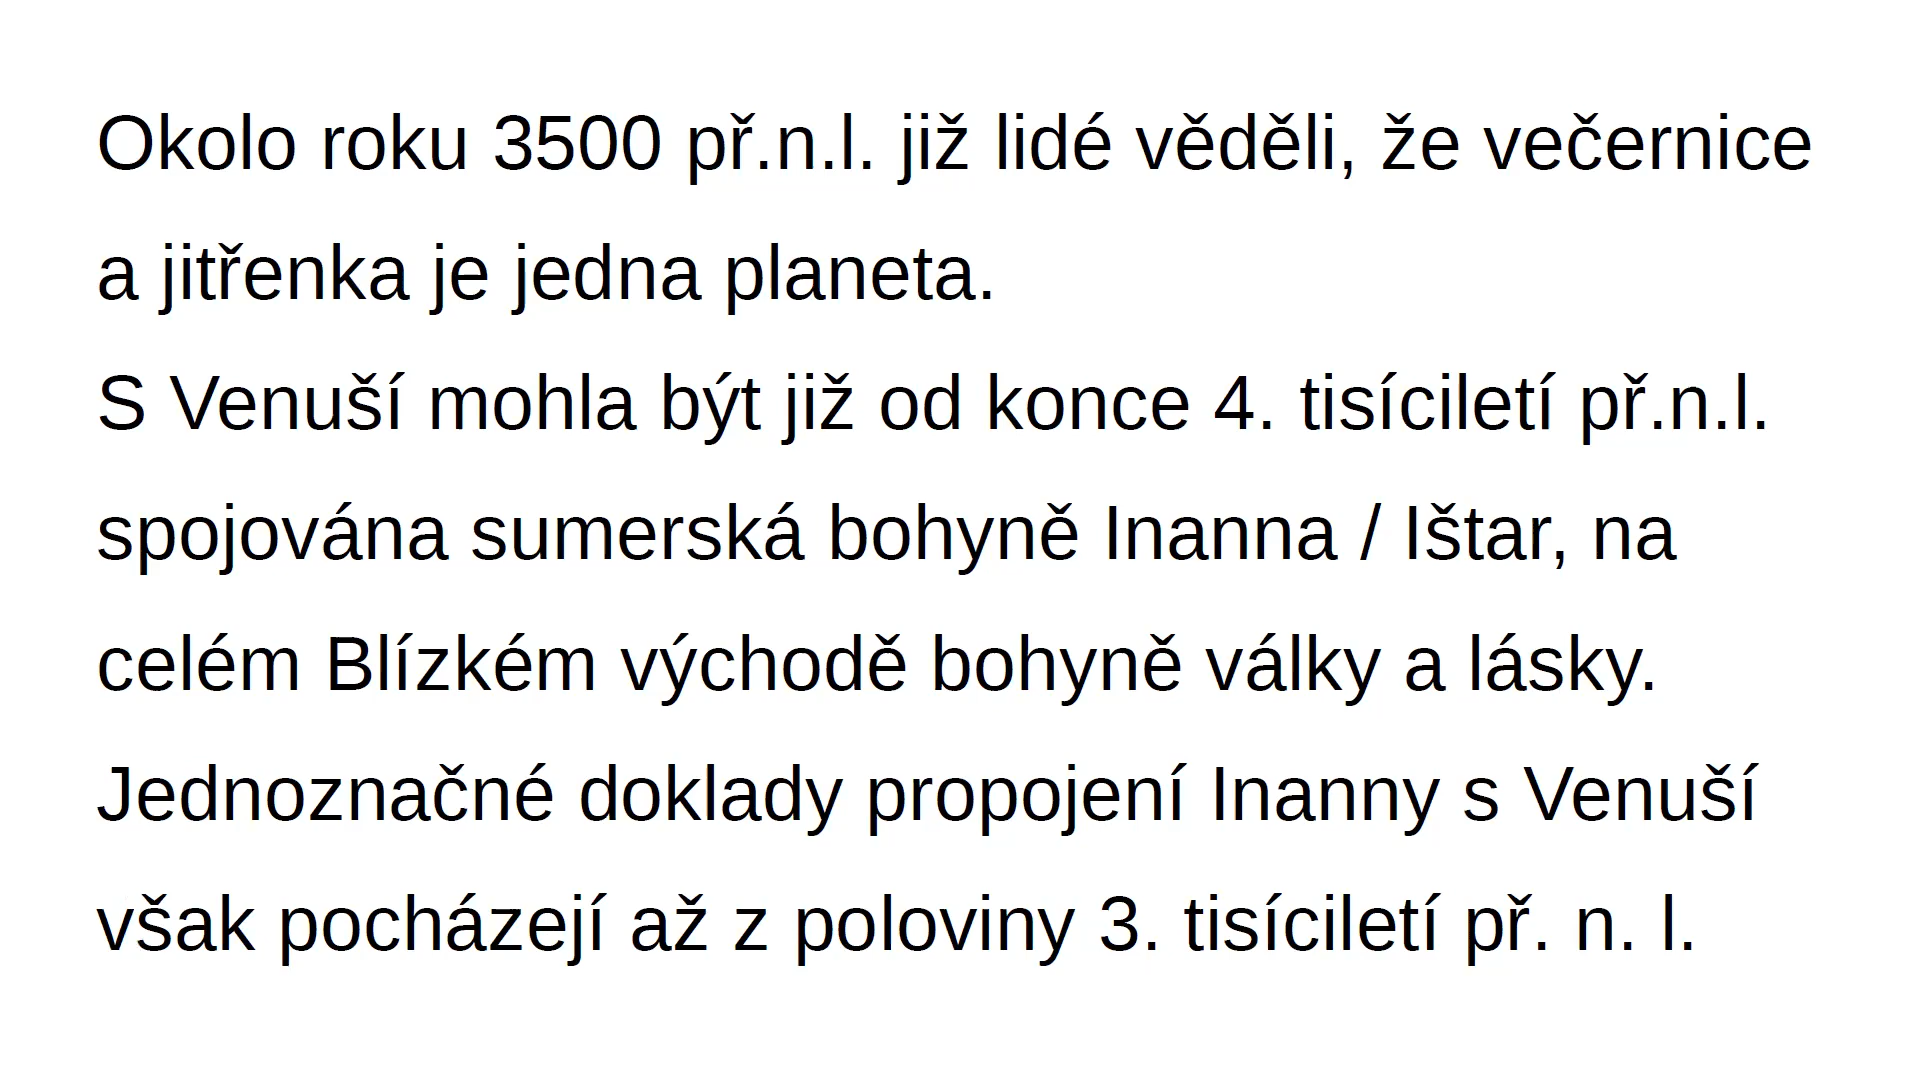 Okolo roku 3500 př.n.l. již lidé věděli, že večernice
a jitřenka je jedna planeta.
S Venuší mohla být již od konce 4. tisíciletí př.n.l.
spojována sumerská bohyně Inanna / Ištar, na
celém Blízkém východě bohyně války a lásky.
Jednoznačné doklady propojení Inanny s Venuší
však pocházejí až z poloviny 3. tisíciletí př. n. l.